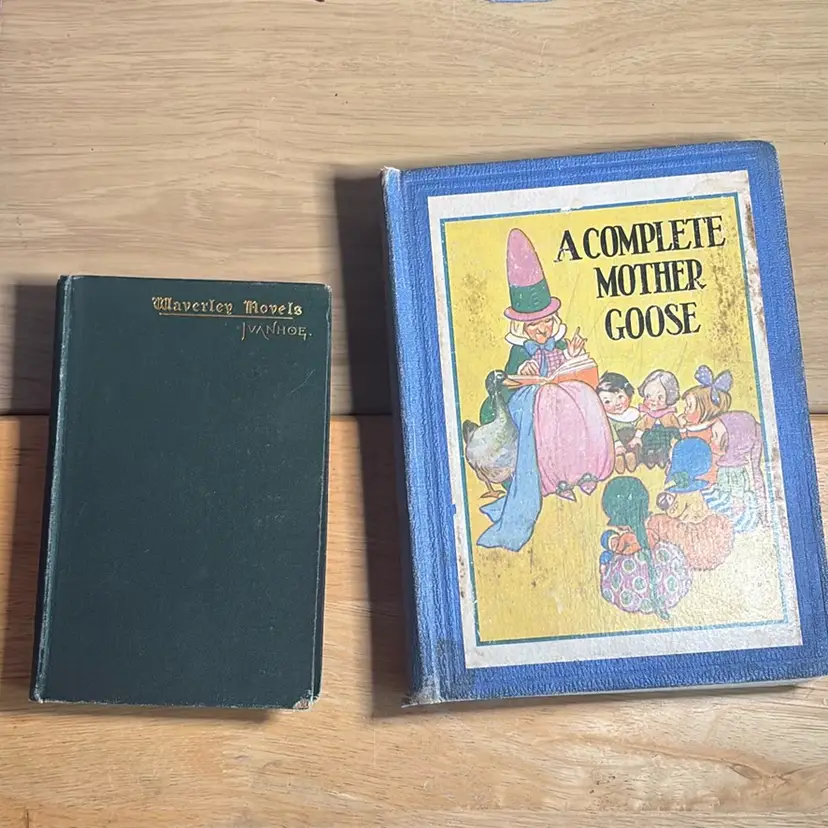 Waverley Novels
IVANHOE.
A COMPLETE
MOTHER
GOOSE